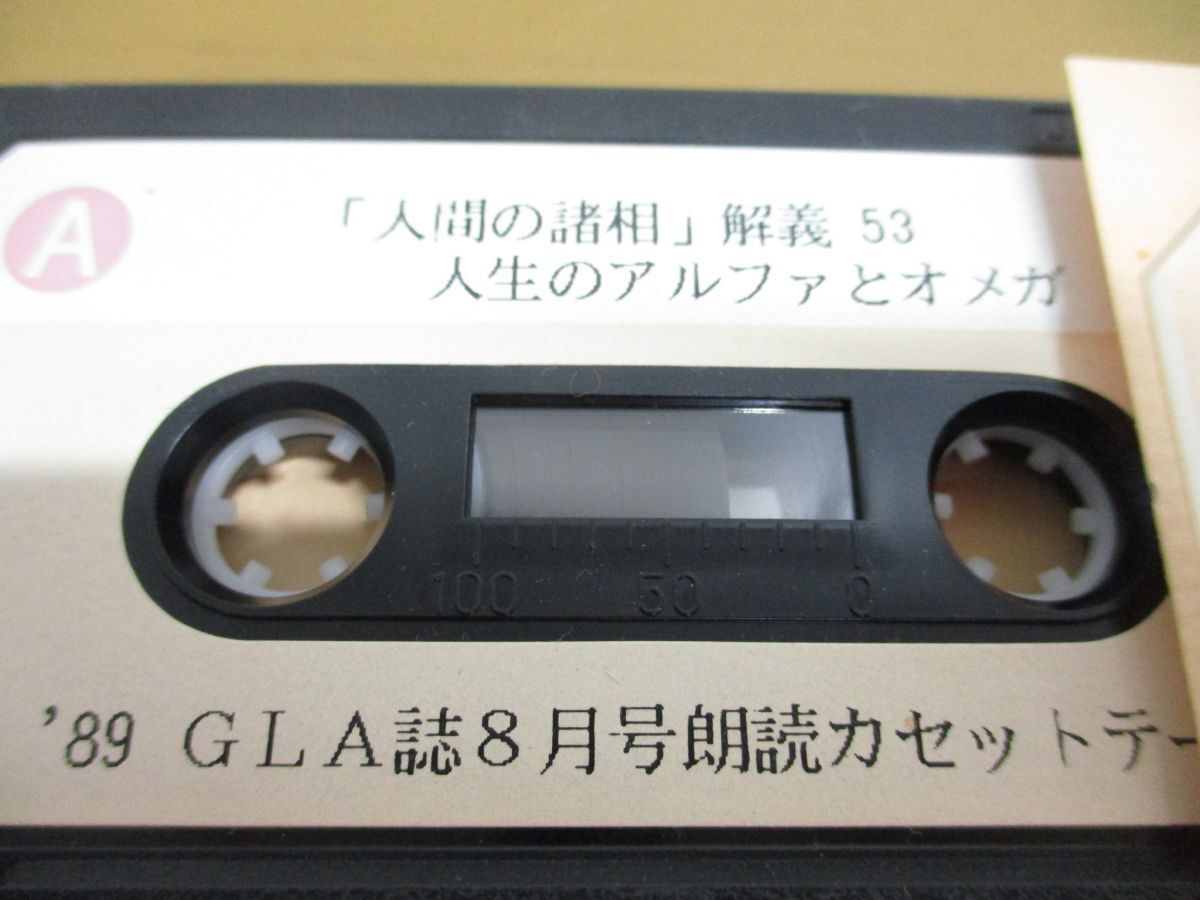 A
「人間の諸相」解義 53
人生のアルファとオメガ
100 50 0
'89 GLA誌8月号朗読カセットテー